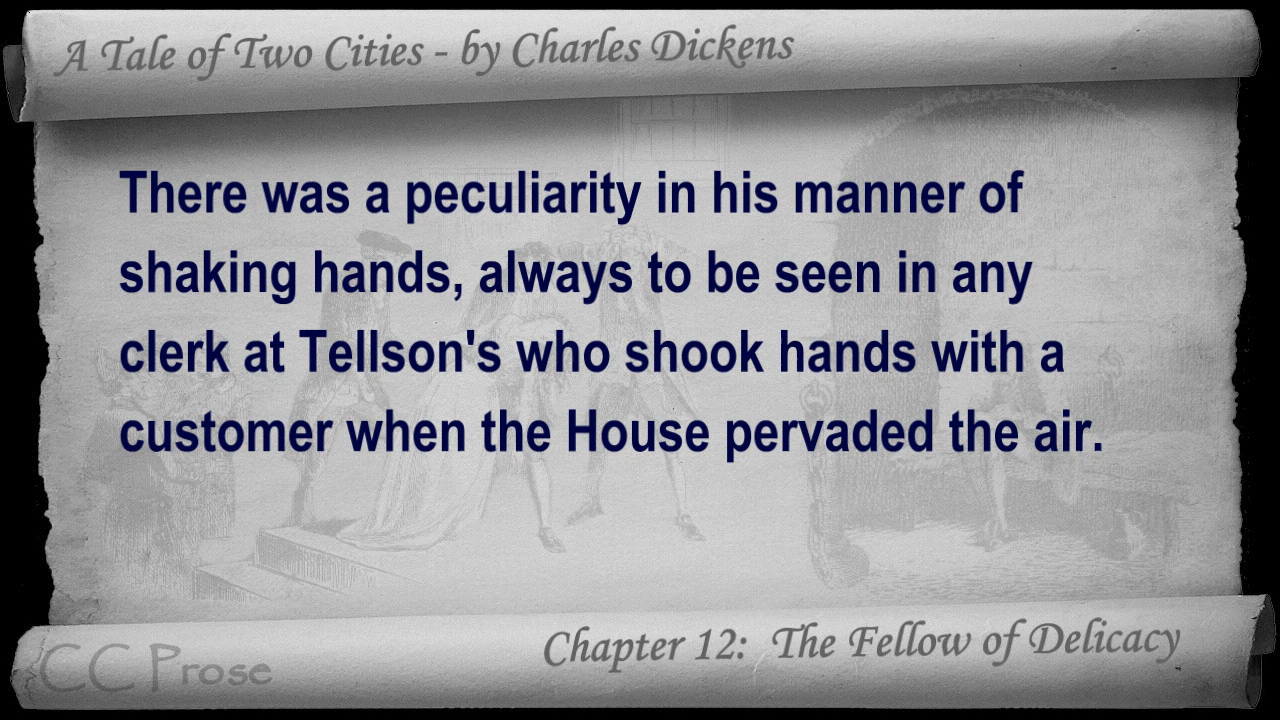 A Tale of Two Cities - by Charles Dickens
There was a peculiarity in his manner of
shaking hands, always to be seen in any
clerk at Tellson's who shook hands with a
customer when the House pervaded the air.
Chapter 12: The Fellow of Delicacy
CC Prose